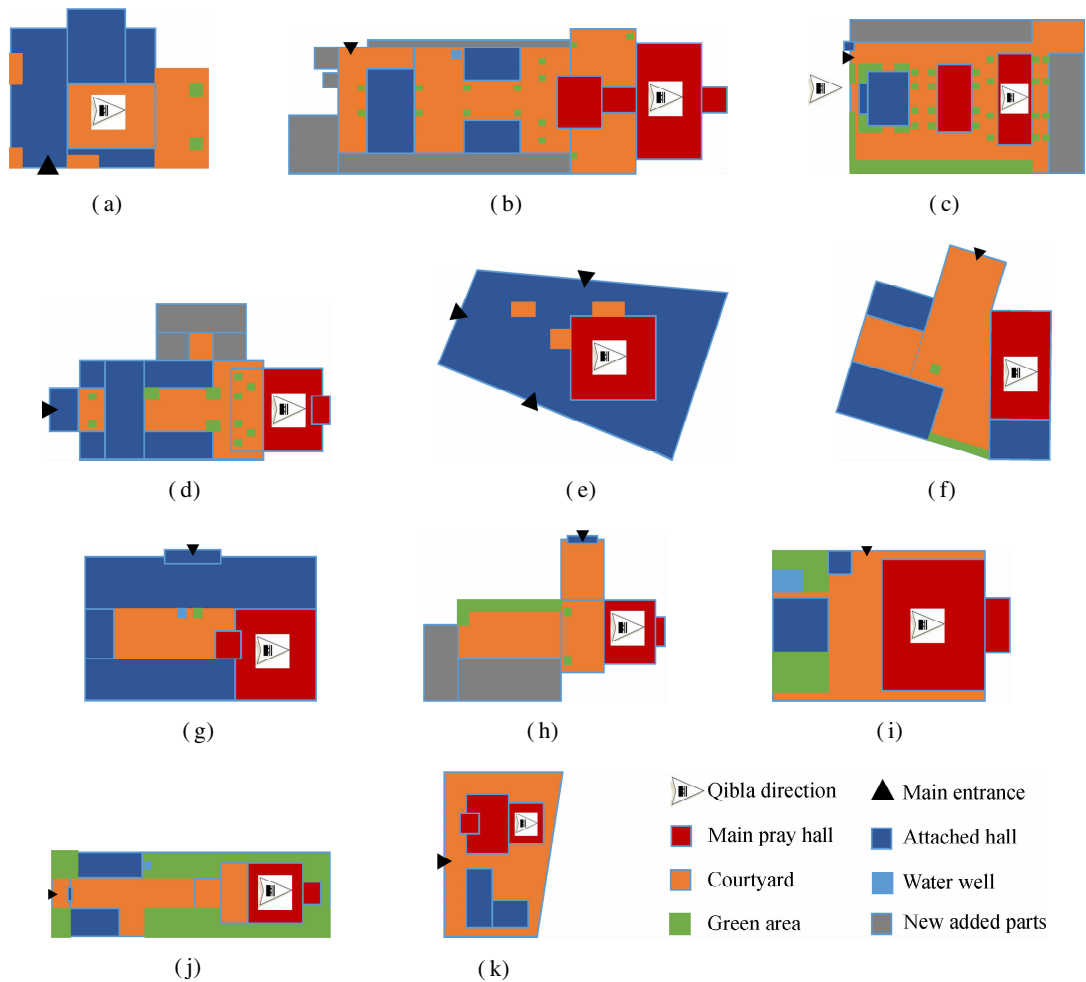 ( a )
( b )
( c )
( d )
( e )
( f )
( g )
( h )
( i )
( j )
( k )
Qibla direction
Main entrance
Main pray hall
Attached hall
Courtyard
Water well
Green area
New added parts